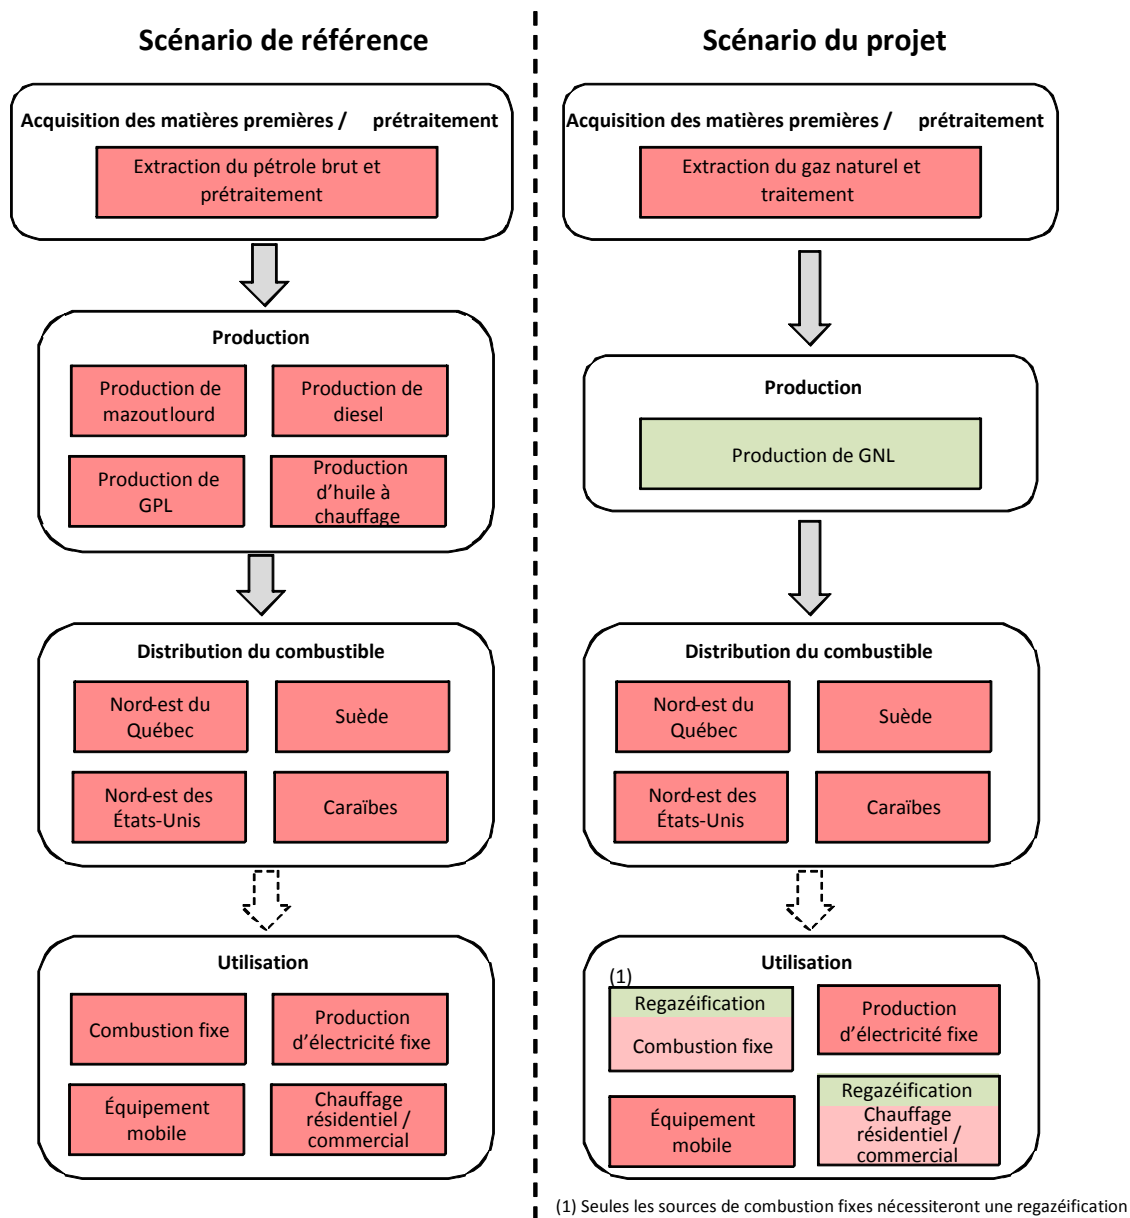 Scénario de référence
Acquisition des matières premières / prétraitement
Extraction du pétrole brut et
prétraitement
Production
Production de
mazout lourd
Production de
diesel
Production de
GPL
Production
d'huile à
chauffage
Distribution du combustible
Nord-est du
Québec
Suède
Nord-est des
États-Unis
Caraïbes
Utilisation
Combustion fixe
Production
d'électricité fixe
Équipement
mobile
Chauffage
résidentiel /
commercial
Scénario du projet
Acquisition des matières premières / prétraitement
Extraction du gaz naturel et
traitement
Production
Production de GNL
Distribution du combustible
Nord-est du
Québec
Suède
Nord-est des
États-Unis
Caraïbes
Utilisation
(1)
Regazéification
Combustion fixe
Production
d'électricité fixe
Équipement
mobile
Regazéification
Chauffage
résidentiel /
commercial
(1) Seules les sources de combustion fixes nécessiteront une regazéification